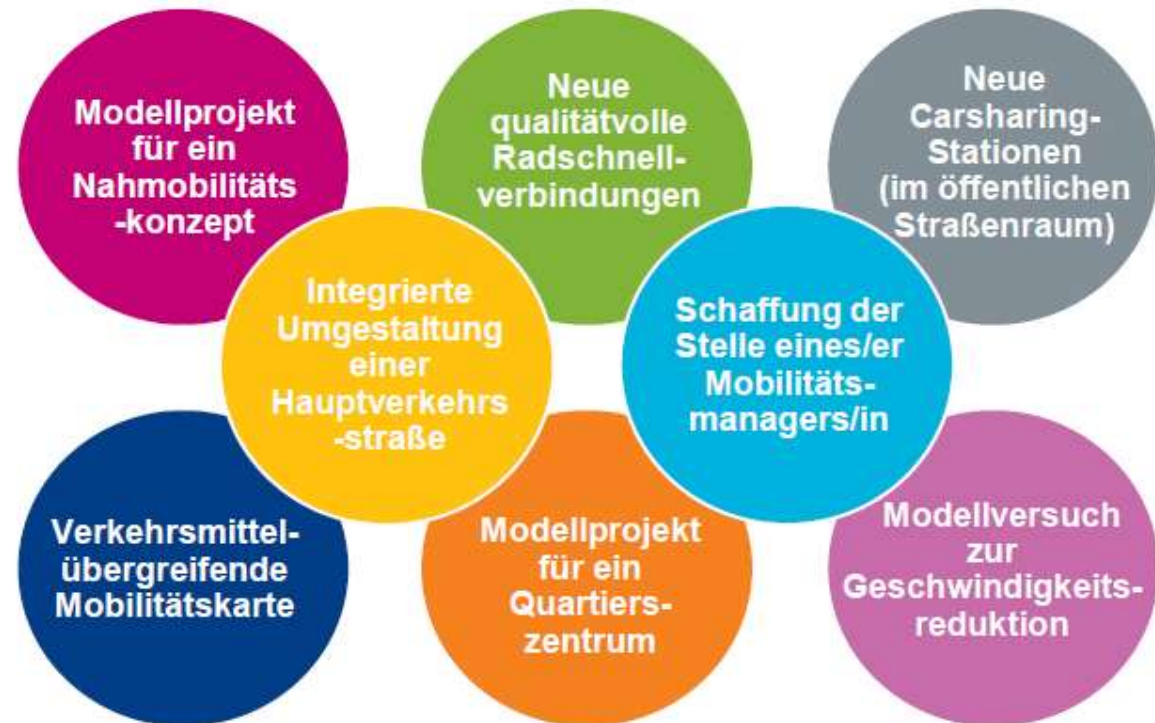 Modellprojekt
für ein
Nahmobilitäts
-konzept
Neue
qualitätvolle
Radschnell-
verbindungen
Neue
Carsharing-
Stationen
(im öffentlichen
Straßenraum)
Integrierte
Umgestaltung
einer
Hauptverkehrs
-straße
Schaffung der
Stelle eines/er
Mobilitäts-
managers/in
Verkehrsmittel-
übergreifende
Mobilitätskarte
Modellprojekt
für ein
Quartiers-
zentrum
Modellversuch
zur
Geschwindigkeits-
reduktion